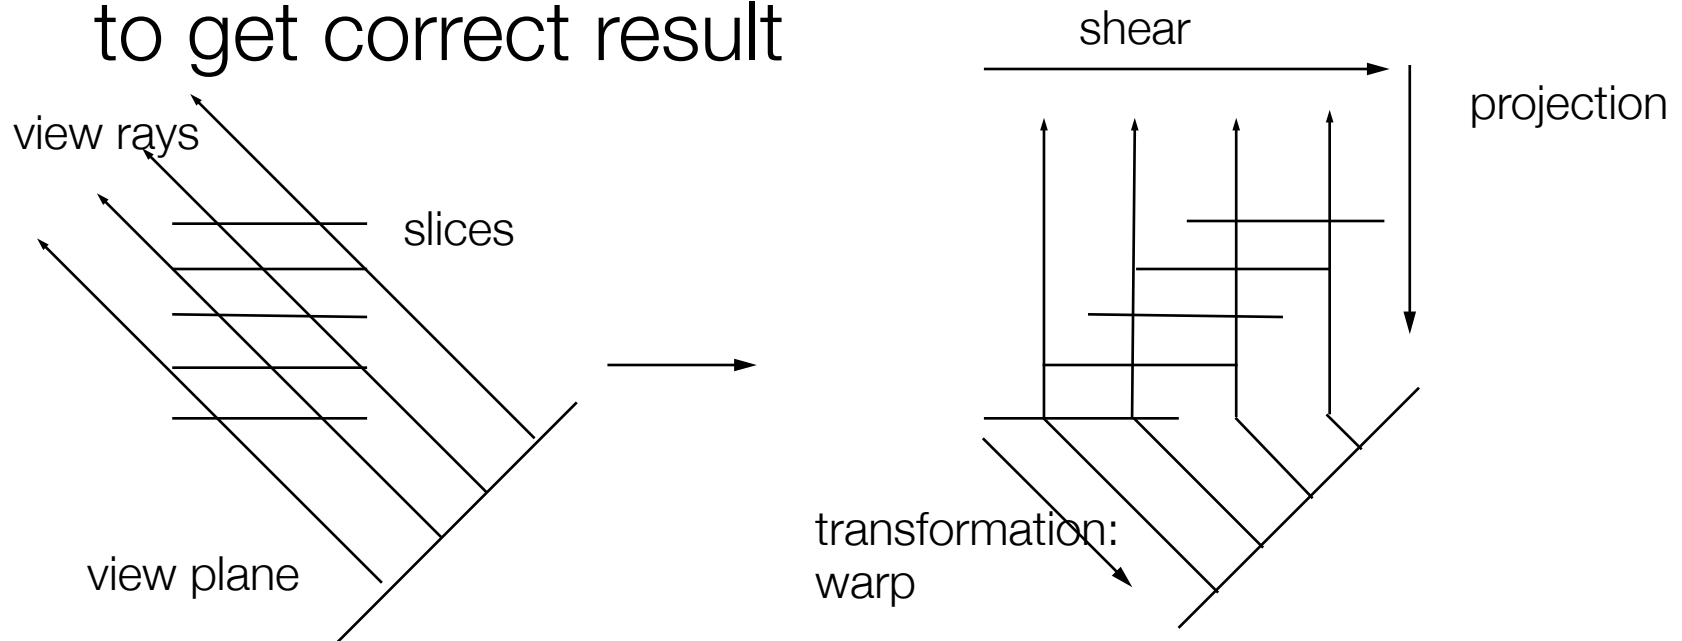 to get correct result
view rays
slices
view plane
shear
projection
transformation:
warp